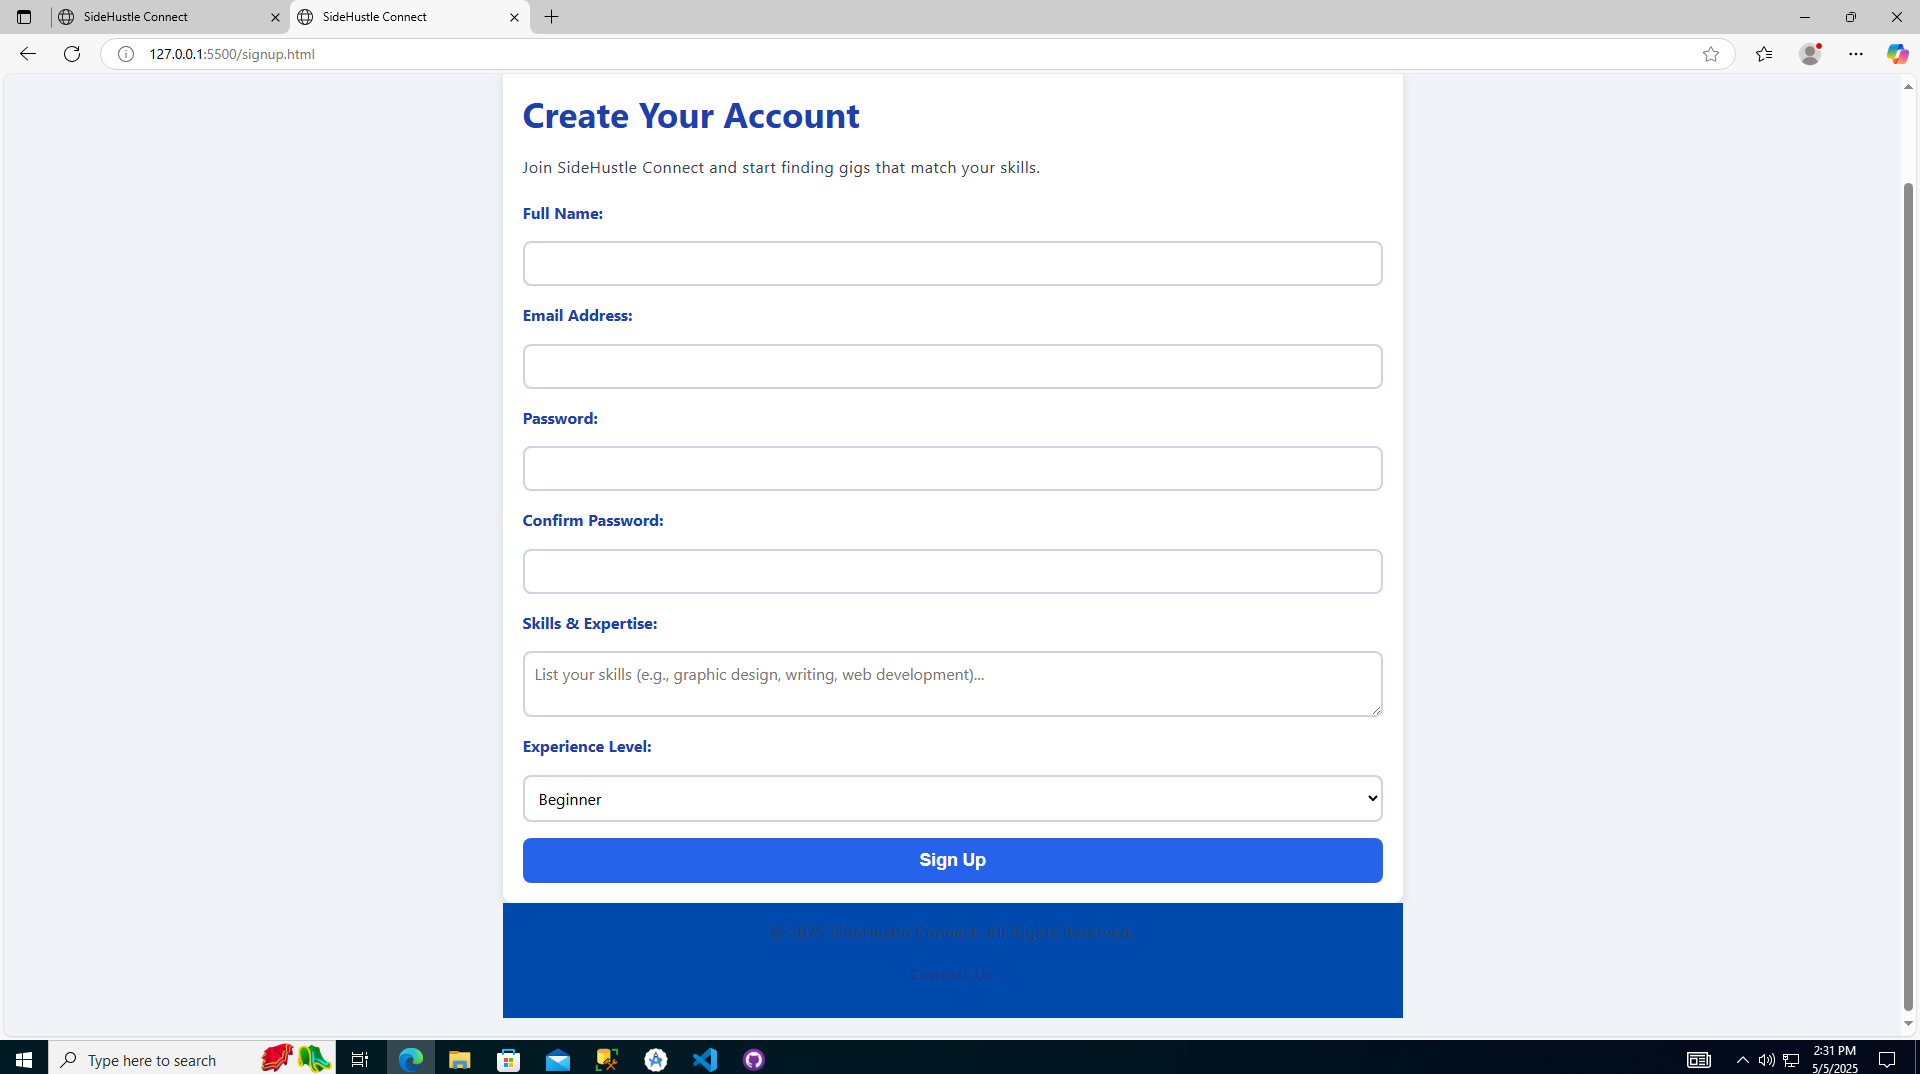 SideHustle Connect
SideHustle Connect
127.0.0.1:5500/signup.html
Create Your Account
Join SideHustle Connect and start finding gigs that match your skills.
Full Name:
Email Address:
Password:
Confirm Password:
Skills & Expertise:
List your skills (e.g., graphic design, writing, web development)...
Experience Level:
Beginner
Sign Up
© 2025 SideHustle Connect. All Rights Reserved.
Contact Us
Type here to search
2:31 PM
5/5/2025